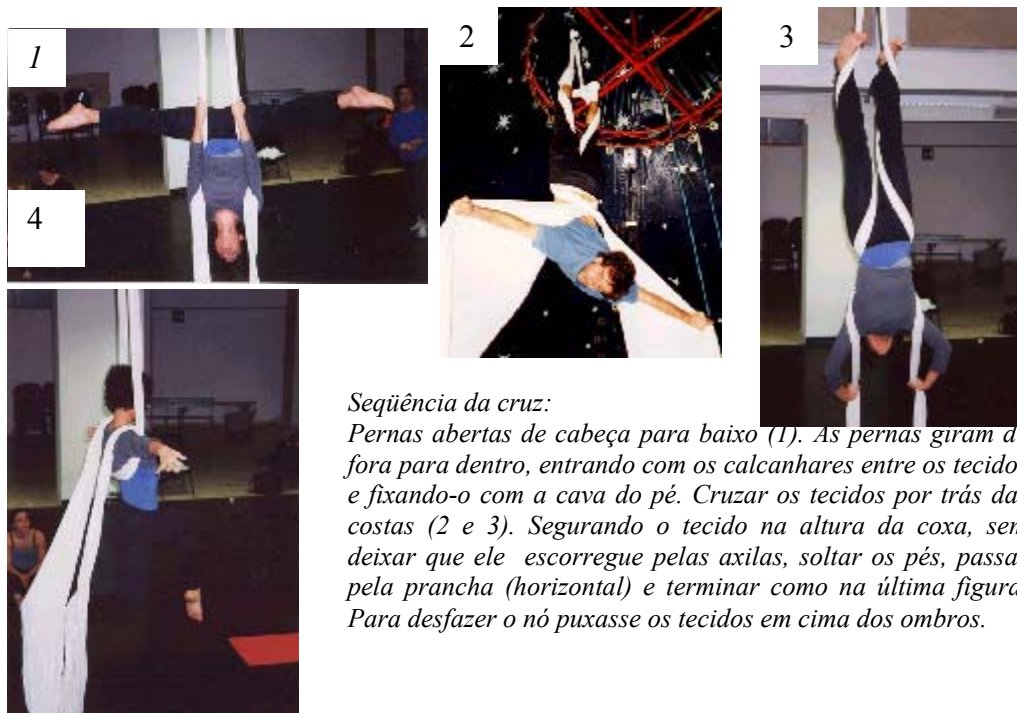 1
2
3
4
Seqüência da cruz:
Pernas abertas de cabeça para baixo (1). As pernas giram d
fora para dentro, entrando com os calcanhares entre os tecido
e fixando-o com a cava do pé. Cruzar os tecidos por trás da
costas (2 e 3). Segurando o tecido na altura da coxa, sem
deixar que ele escorregue pelas axilas, soltar os pés, passa
pela prancha (horizontal) e terminar como na última figura
Para desfazer o nó puxasse os tecidos em cima dos ombros.